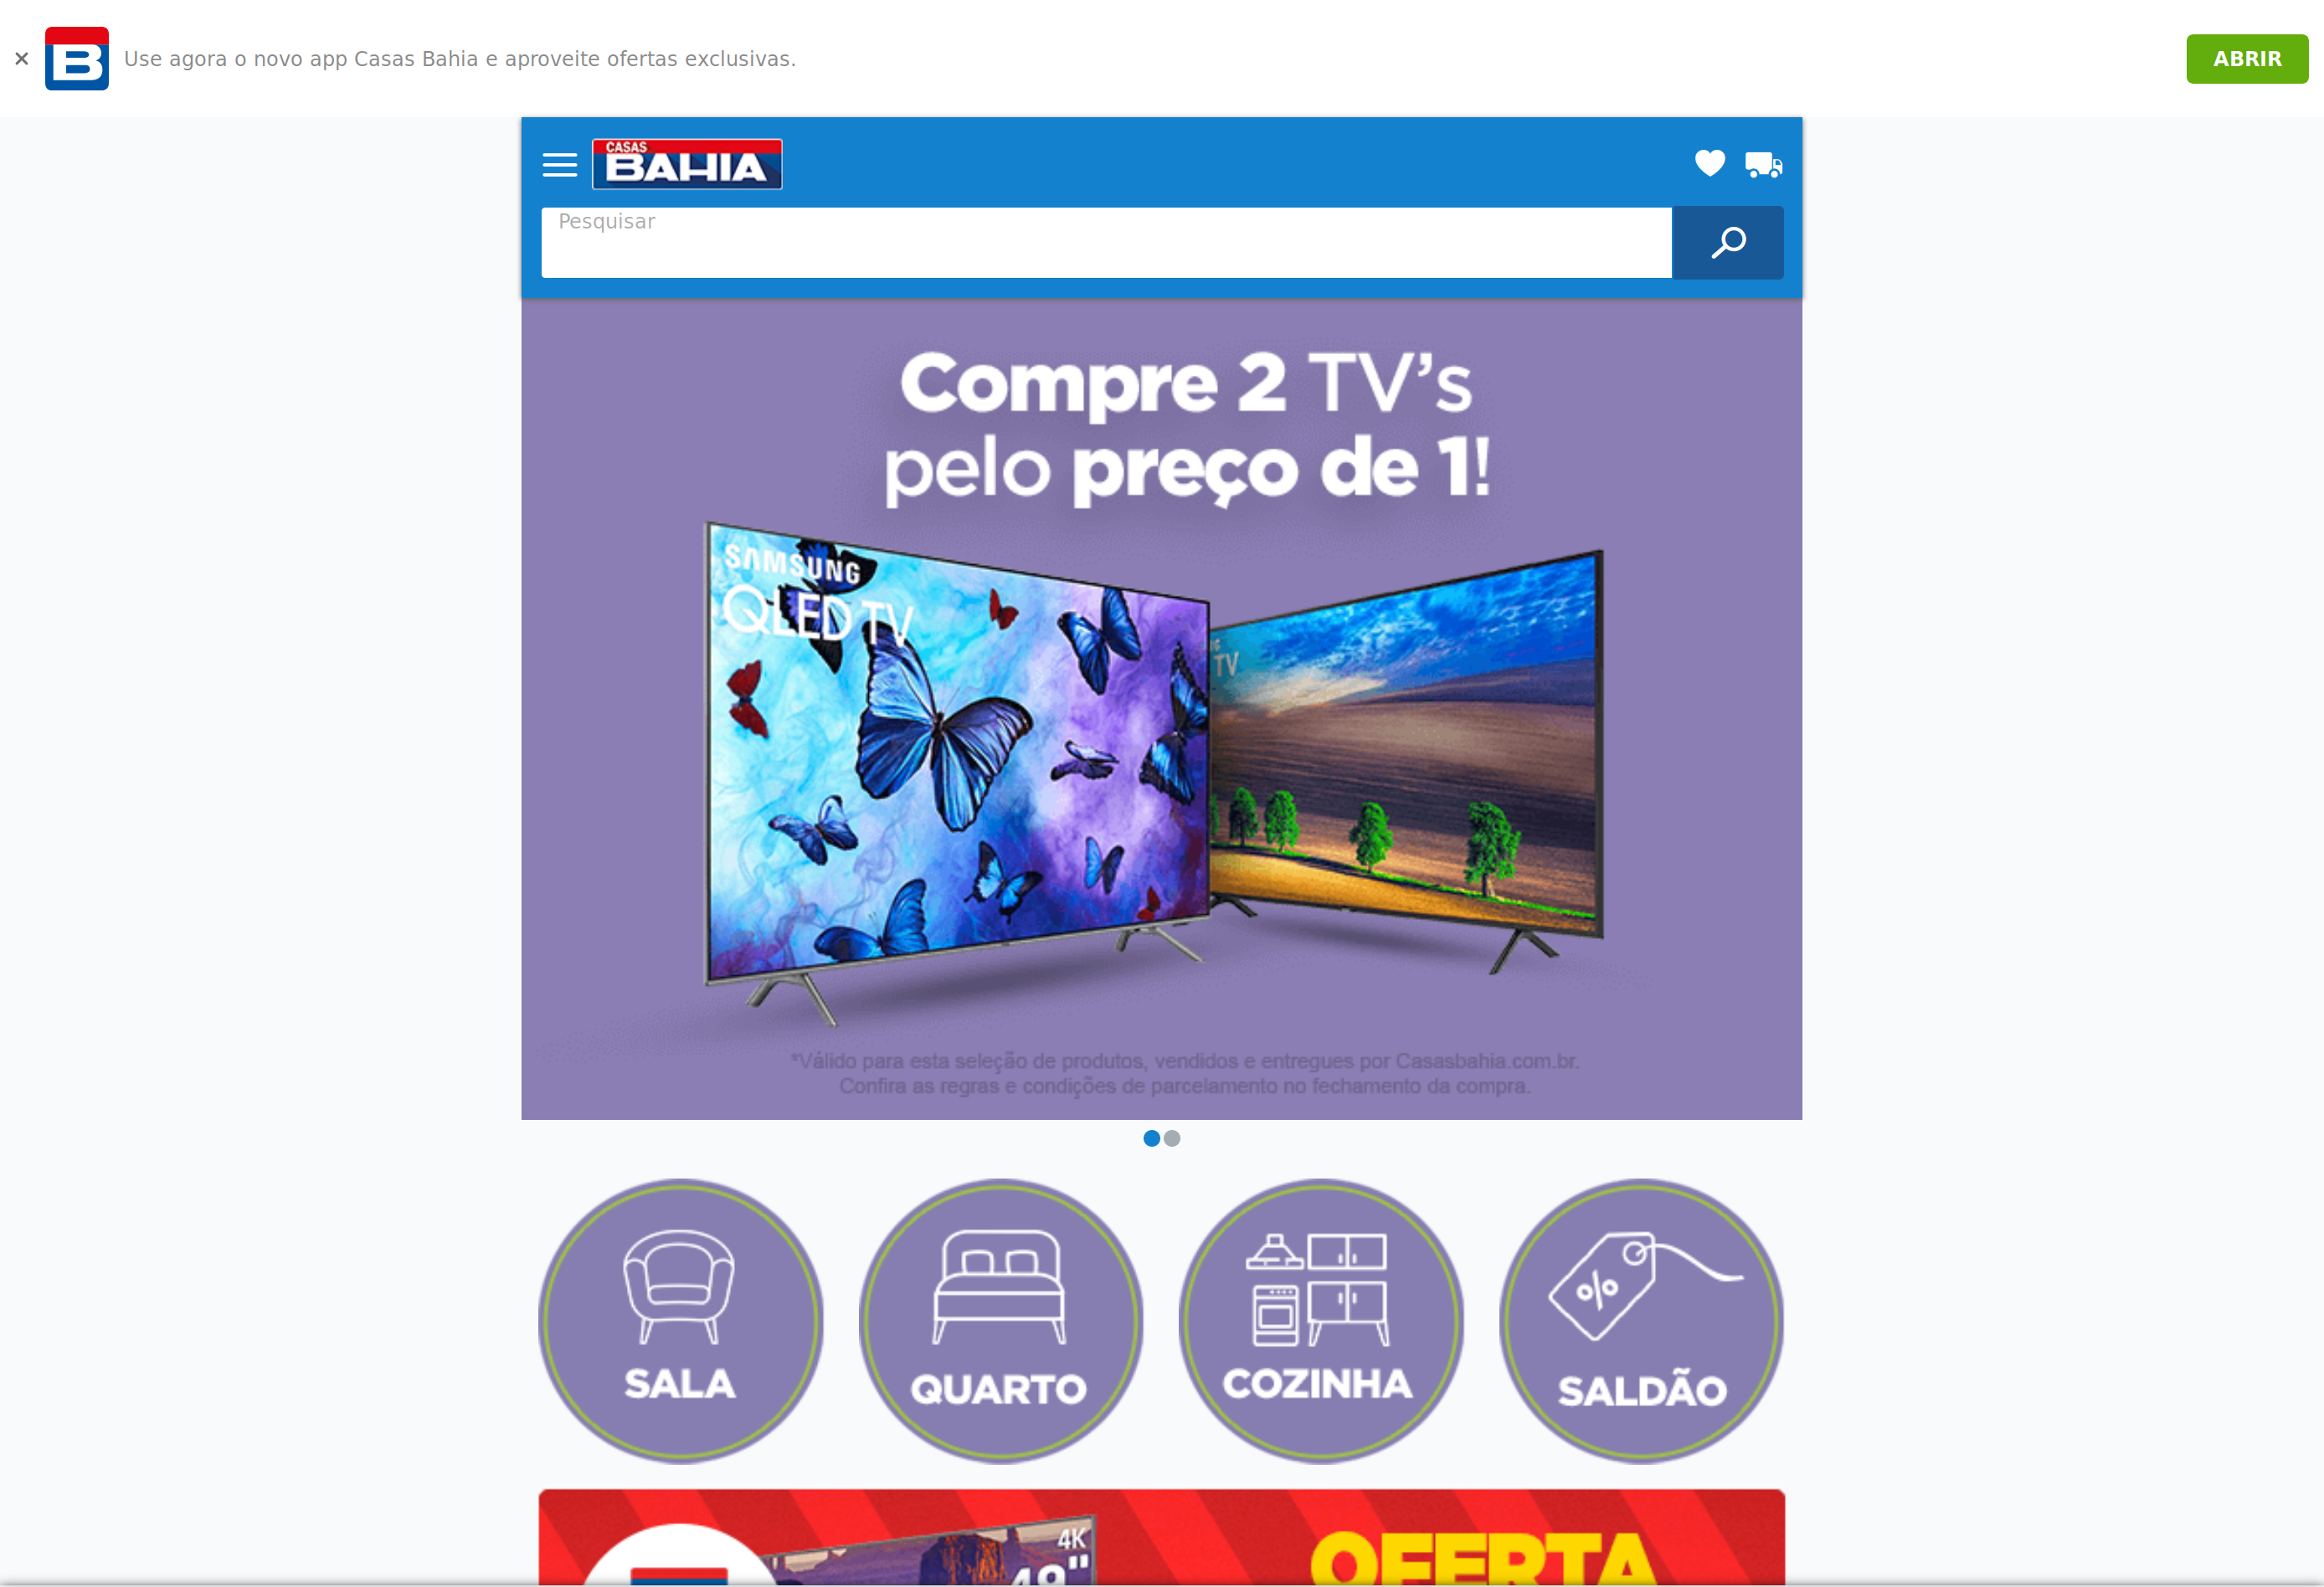 Use agora o novo app Casas Bahia e aproveite ofertas exclusivas.
ABRIR
CASAS
BAHIA
Pesquisar
Compre 2 TV's
pelo preço de 1!
SAMSUNG
QLED TV
TV
*Válido para esta seleção de produtos, vendidos e entregues por Casasbahia.com.br.
Confira as regras e condições de parcelamento no fechamento da compra.
SALA
QUARTO
COZINHA
SALDÃO
%
4K
49"
OFERTA